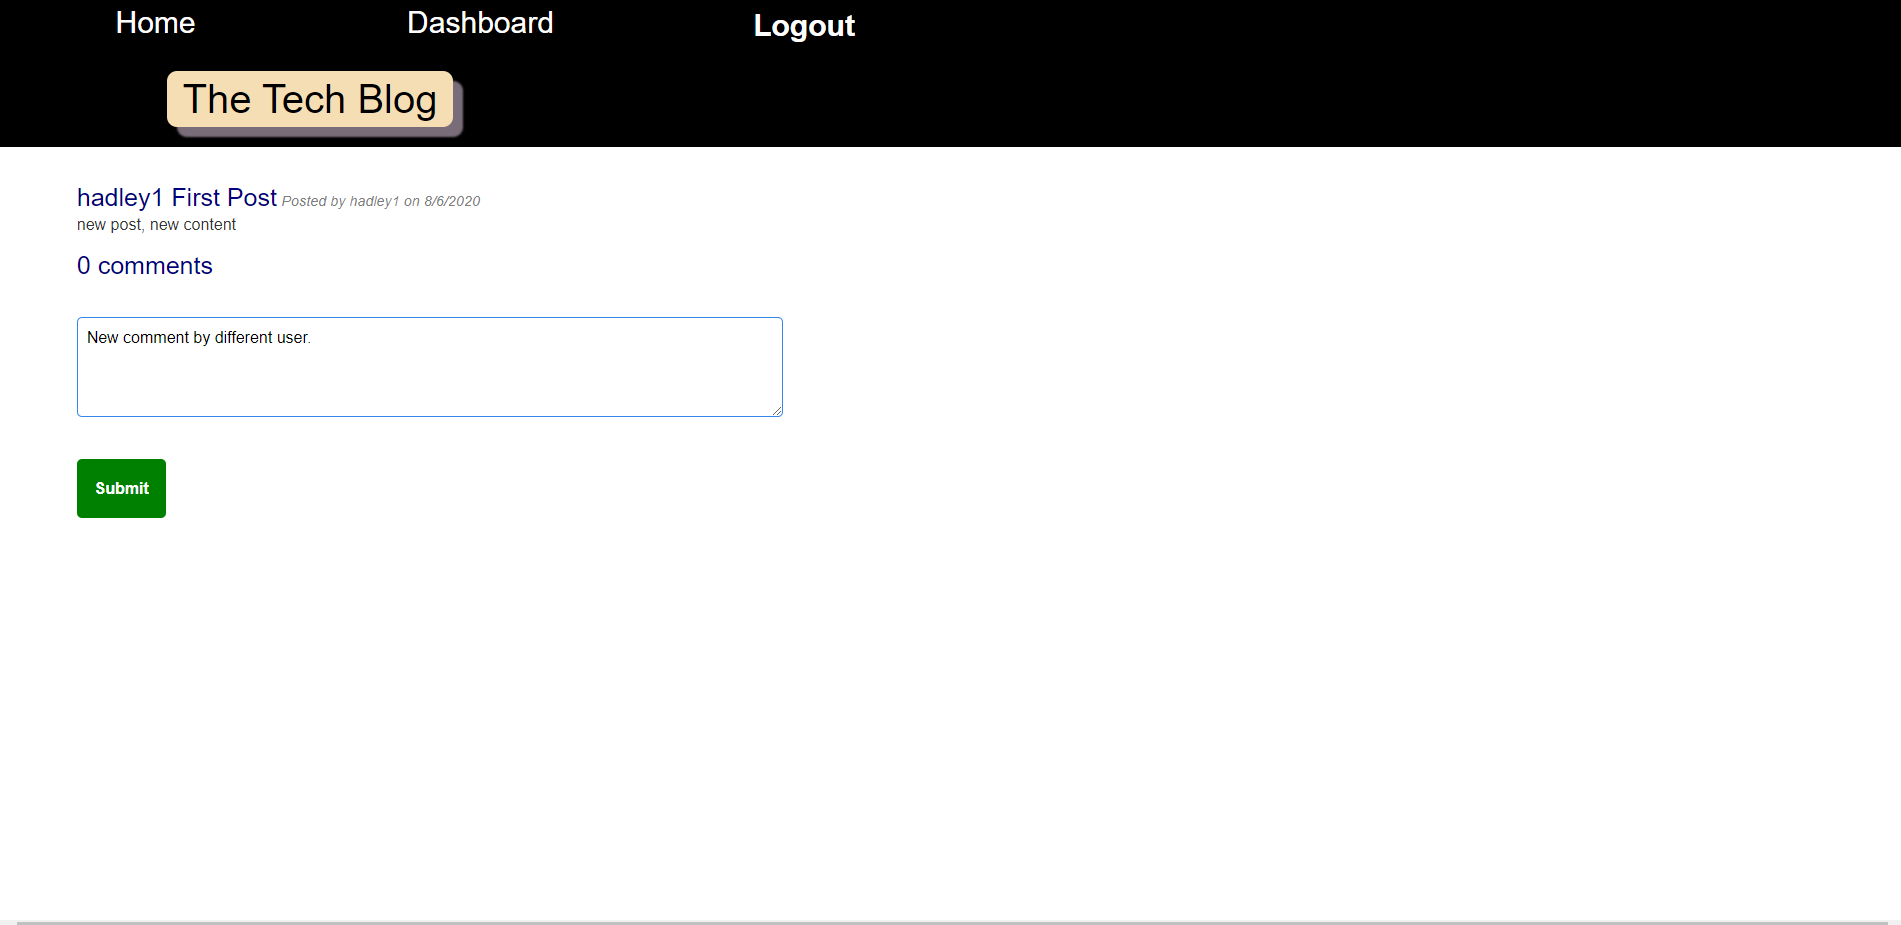 Home Dashboard Logout
The Tech Blog
hadley1 First Post Posted by hadley1 on 8/6/2020
new post, new content
0 comments
New comment by different user.
Submit